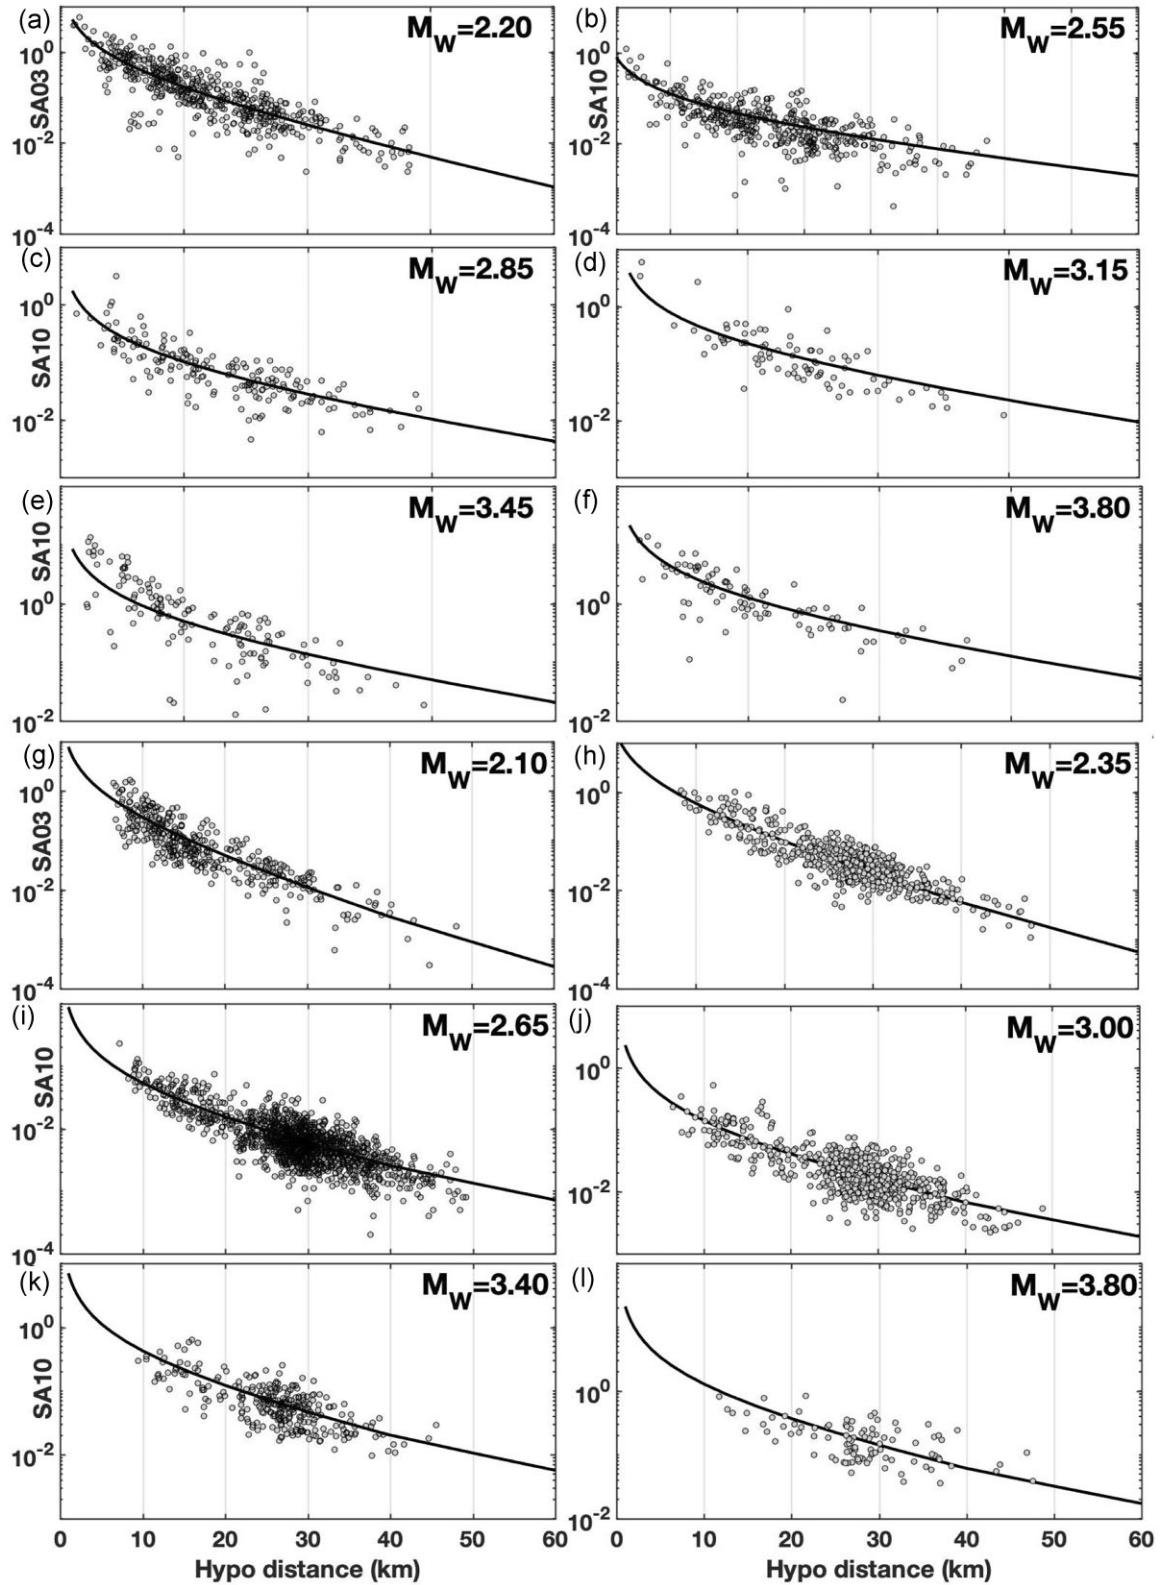 (a) M_W=2.20
SA03
10^0
10^-2
10^-4
(b) M_W=2.55
SA10
10^0
10^-2
10^-4
(c) M_W=2.85
SA10
10^0
10^-2
(d) M_W=3.15
10^0
10^-2
(e) M_W=3.45
SA10
10^0
10^-2
(f) M_W=3.80
10^0
10^-2
(g) M_W=2.10
SA03
10^0
10^-2
10^-4
(h) M_W=2.35
10^0
10^-2
10^-4
(i) M_W=2.65
SA10
10^-2
10^-4
(j) M_W=3.00
10^0
10^-2
(k) M_W=3.40
SA10
10^0
10^-2
0 10 20 30 40 50 60
Hypo distance (km)
(l) M_W=3.80
10^0
10^-2
0 10 20 30 40 50 60
Hypo distance (km)